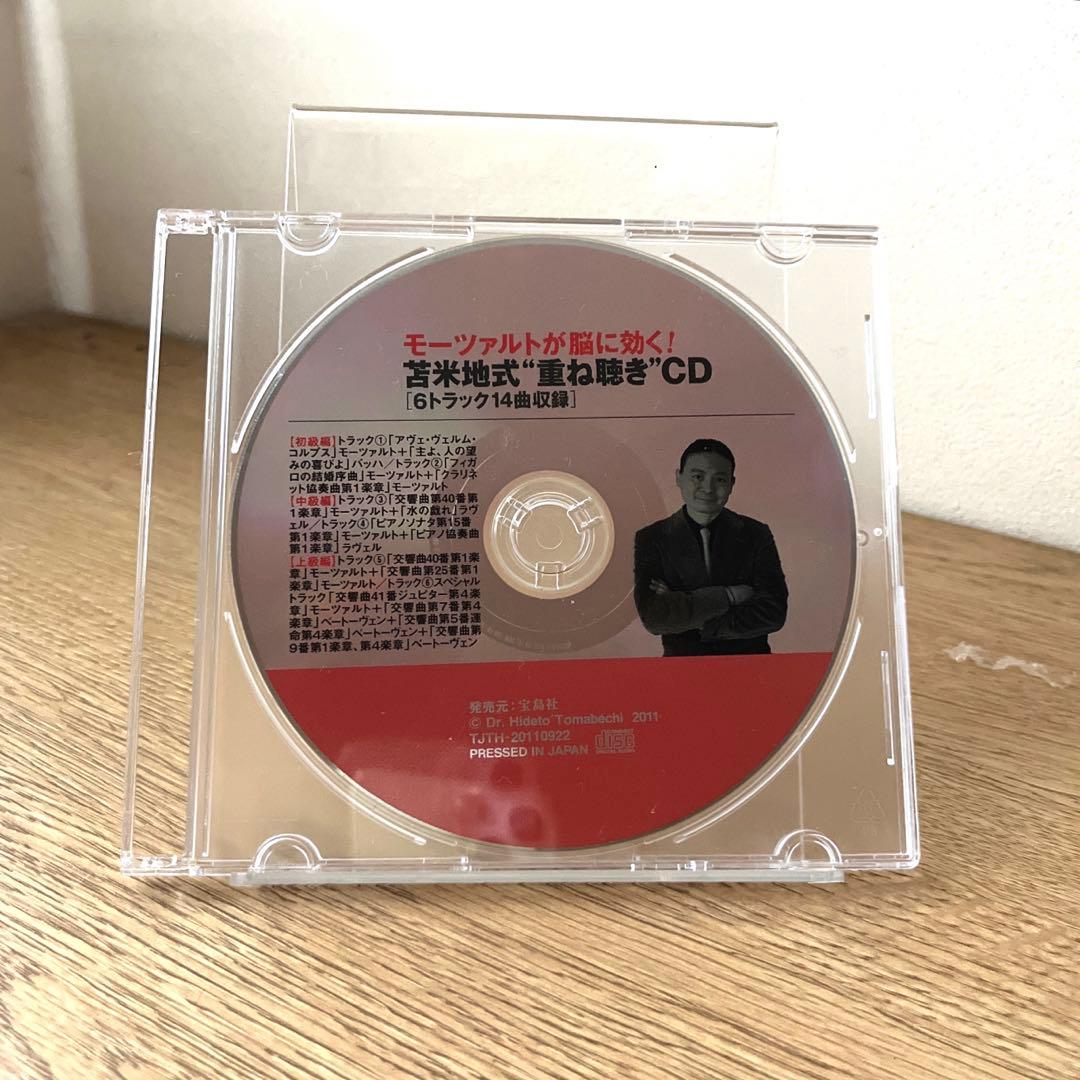 モーツァルトが脳に効く!
苫米地式“重ね聴き”CD
[6トラック14曲収録]
【初級編】トラック①「アヴェ・ヴェルム・
コルプス」モーツァルト＋「主よ、人の望
みの喜びよ」バッハ／トラック②「フィガ
ロの結婚序曲」モーツァルト＋「クラリネ
ット協奏曲第1楽章」モーツァルト
【中級編】トラック③「交響曲第40番第
1楽章」モーツァルト＋「水の戯れ」ラヴ
ェル／トラック④「ピアノソナタ第15番
第1楽章」モーツァルト＋「ピアノ協奏曲
第1楽章」ラヴェル
【上級編】トラック⑤「交響曲40番第1楽
章」モーツァルト＋「交響曲第25番第1
楽章」モーツァルト／トラック⑥スペシャル
トラック「交響曲41番ジュピター第4楽
章」モーツァルト＋「交響曲第7番第4
楽章」ベートーヴェン＋「交響曲第5番運
命第4楽章」ベートーヴェン＋「交響曲第
9番第1楽章、第4楽章」ベートーヴェン
発売元：宝島社
© Dr. Hideto Tomabechi 2011
TJTH-20110922
PRESSED IN JAPAN
COMPACT
disc
DIGITAL AUDIO